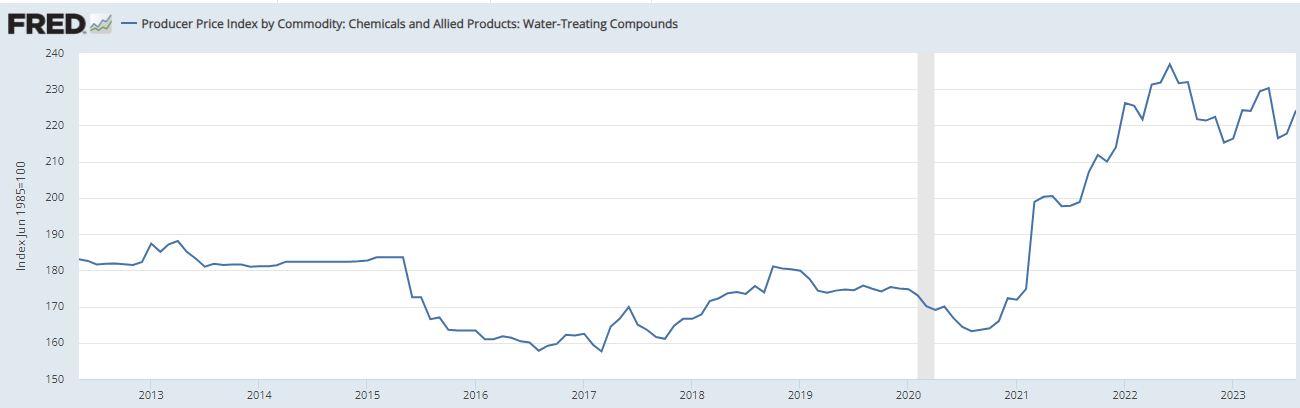 FRED
Producer Price Index by Commodity: Chemicals and Allied Products: Water-Treating Compounds
240
230
220
210
200
190
180
170
160
150
Index Jun 1985=100
2013 2014 2015 2016 2017 2018 2019 2020 2021 2022 2023